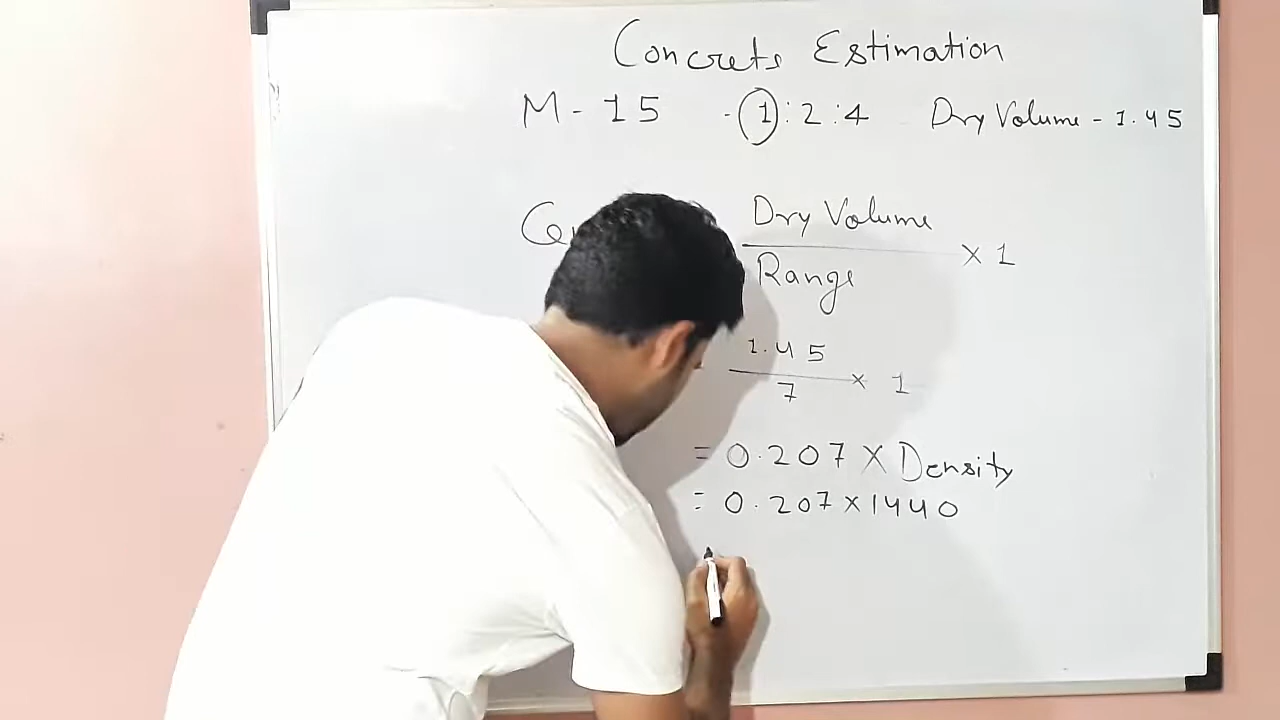 Concrete Estimation
M - 15 - 1 : 2 : 4 Dry Volume - 1.45
Dry Volume
× 1
Range
1.45
× 1
7
= 0.207 × Density
= 0.207 × 1440